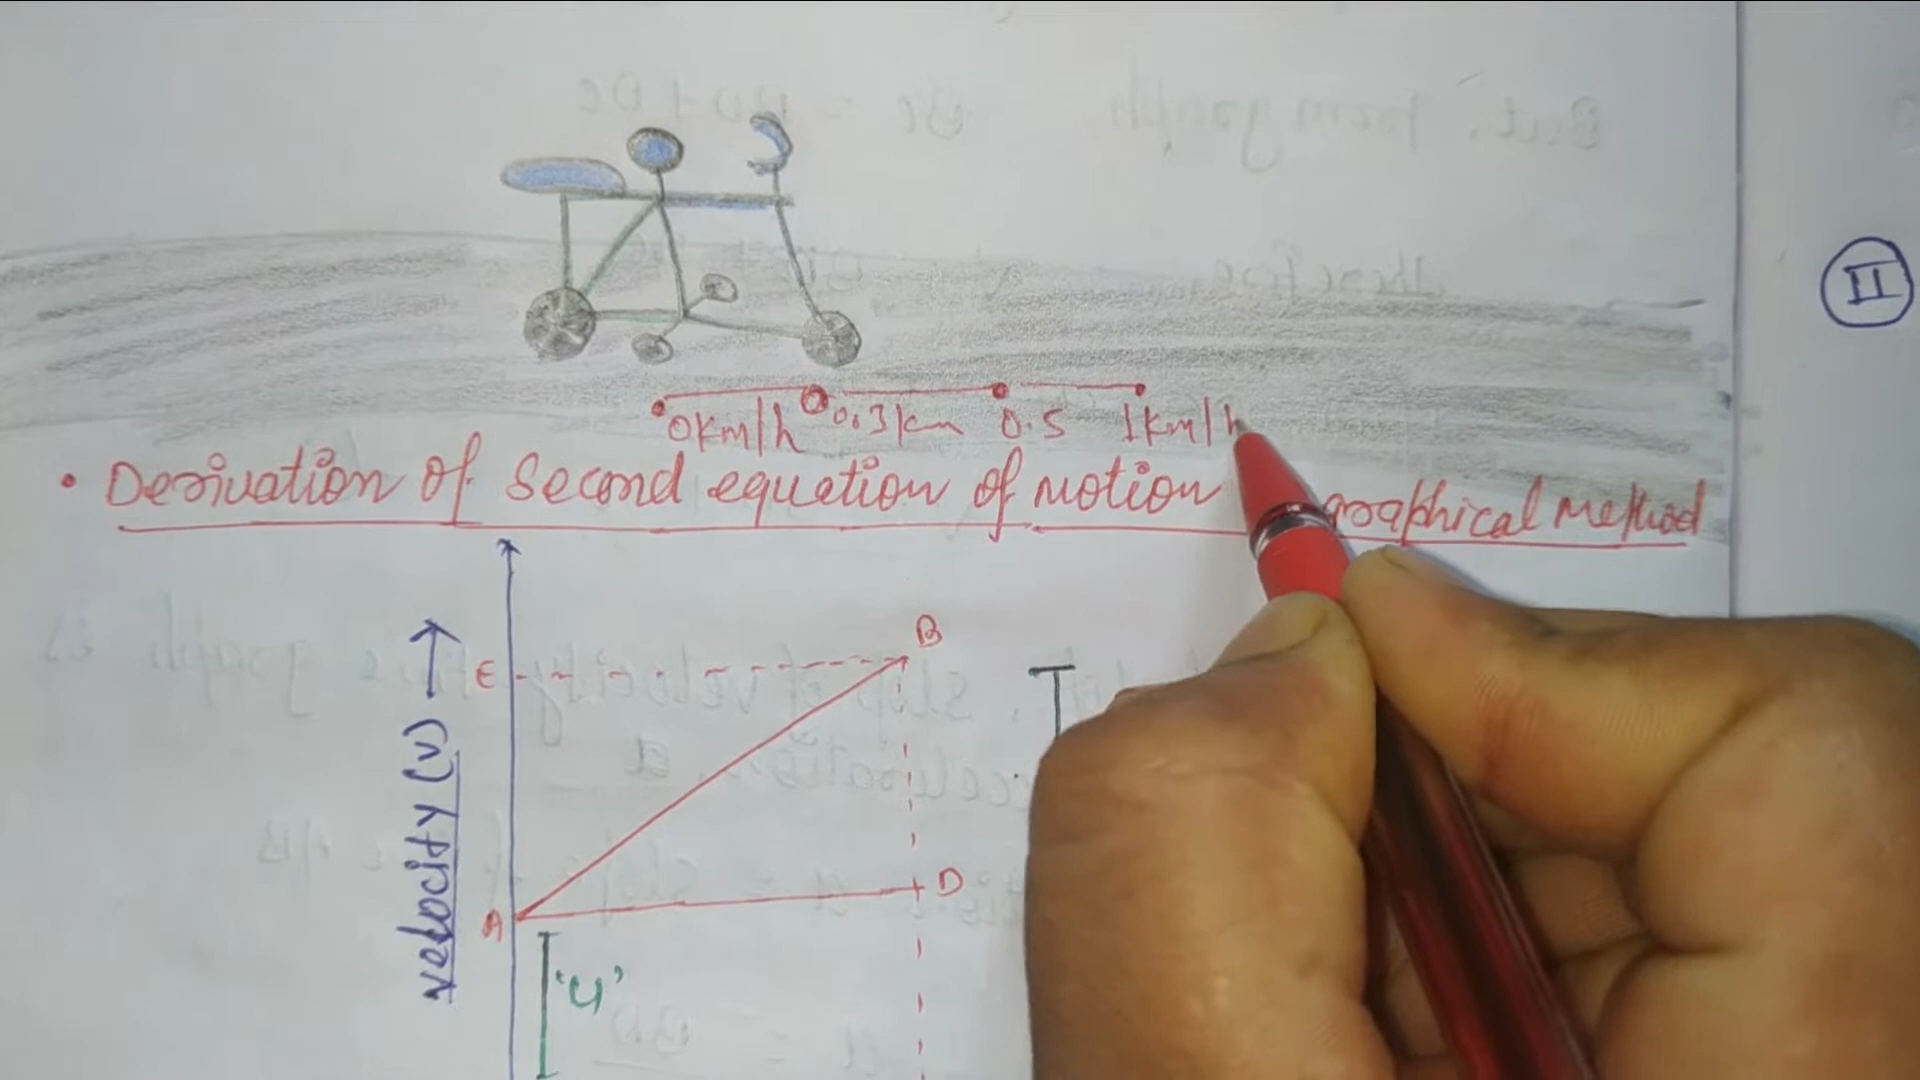 II
0km/h 0.3km 0.5 1km/h
• Derivation of Second equation of motion graphical method
B
E
Velocity (v)
D
A
'u'